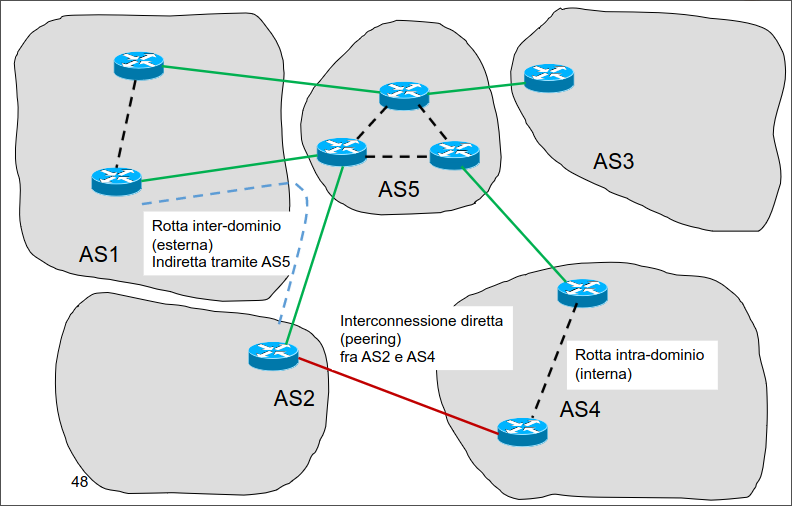 AS3
AS5
Rotta inter-dominio
(esterna)
Indiretta tramite AS5
AS1
Interconnessione diretta
(peering)
fra AS2 e AS4
Rotta intra-dominio
(interna)
AS2
AS4
48